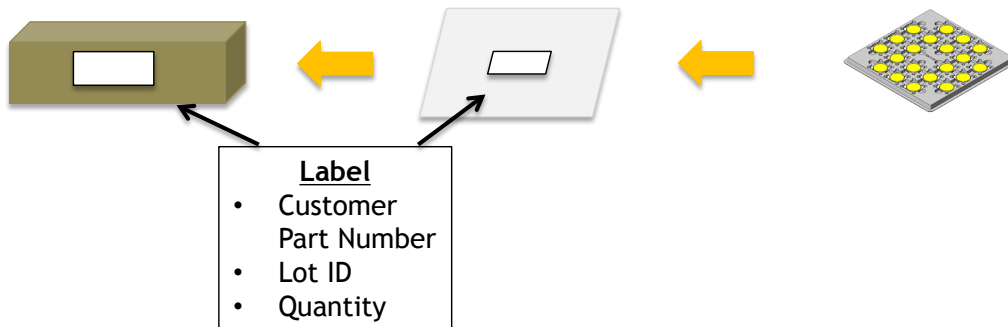 Label
• Customer
Part Number
• Lot ID
• Quantity